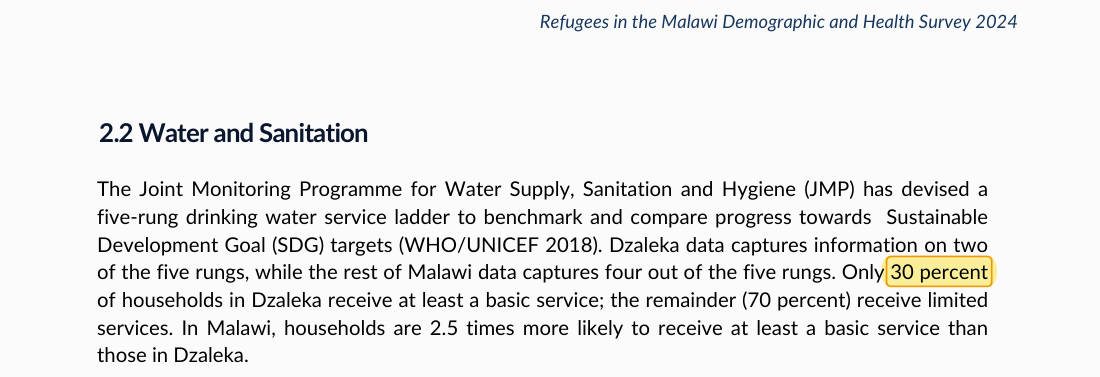 Refugees in the Malawi Demographic and Health Survey 2024
2.2 Water and Sanitation
The Joint Monitoring Programme for Water Supply, Sanitation and Hygiene (JMP) has devised a
five-rung drinking water service ladder to benchmark and compare progress towards Sustainable
Development Goal (SDG) targets (WHO/UNICEF 2018). Dzaleka data captures information on two
of the five rungs, while the rest of Malawi data captures four out of the five rungs. Only 30 percent
of households in Dzaleka receive at least a basic service; the remainder (70 percent) receive limited
services. In Malawi, households are 2.5 times more likely to receive at least a basic service than
those in Dzaleka.